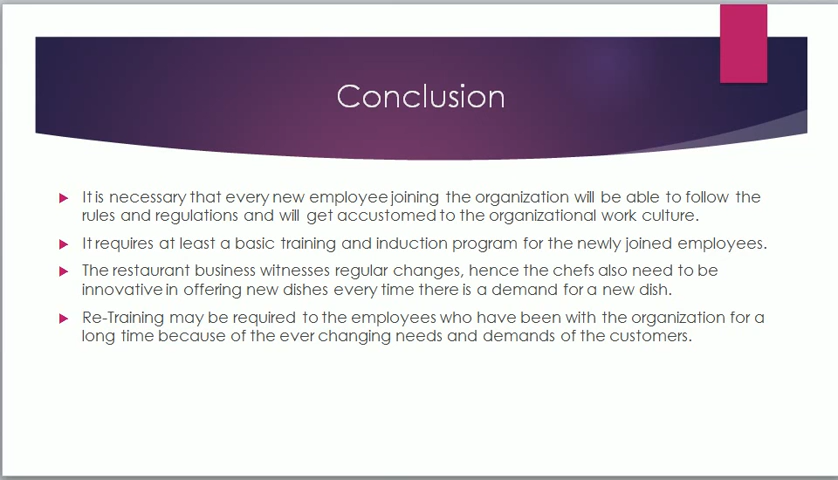 Conclusion
It is necessary that every new employee joining the organization will be able to follow the
rules and regulations and will get accustomed to the organizational work culture.
It requires at least a basic training and induction program for the newly joined employees.
The restaurant business witnesses regular changes, hence the chefs also need to be
innovative in offering new dishes every time there is a demand for a new dish.
Re-Training may be required to the employees who have been with the organization for a
long time because of the ever changing needs and demands of the customers.